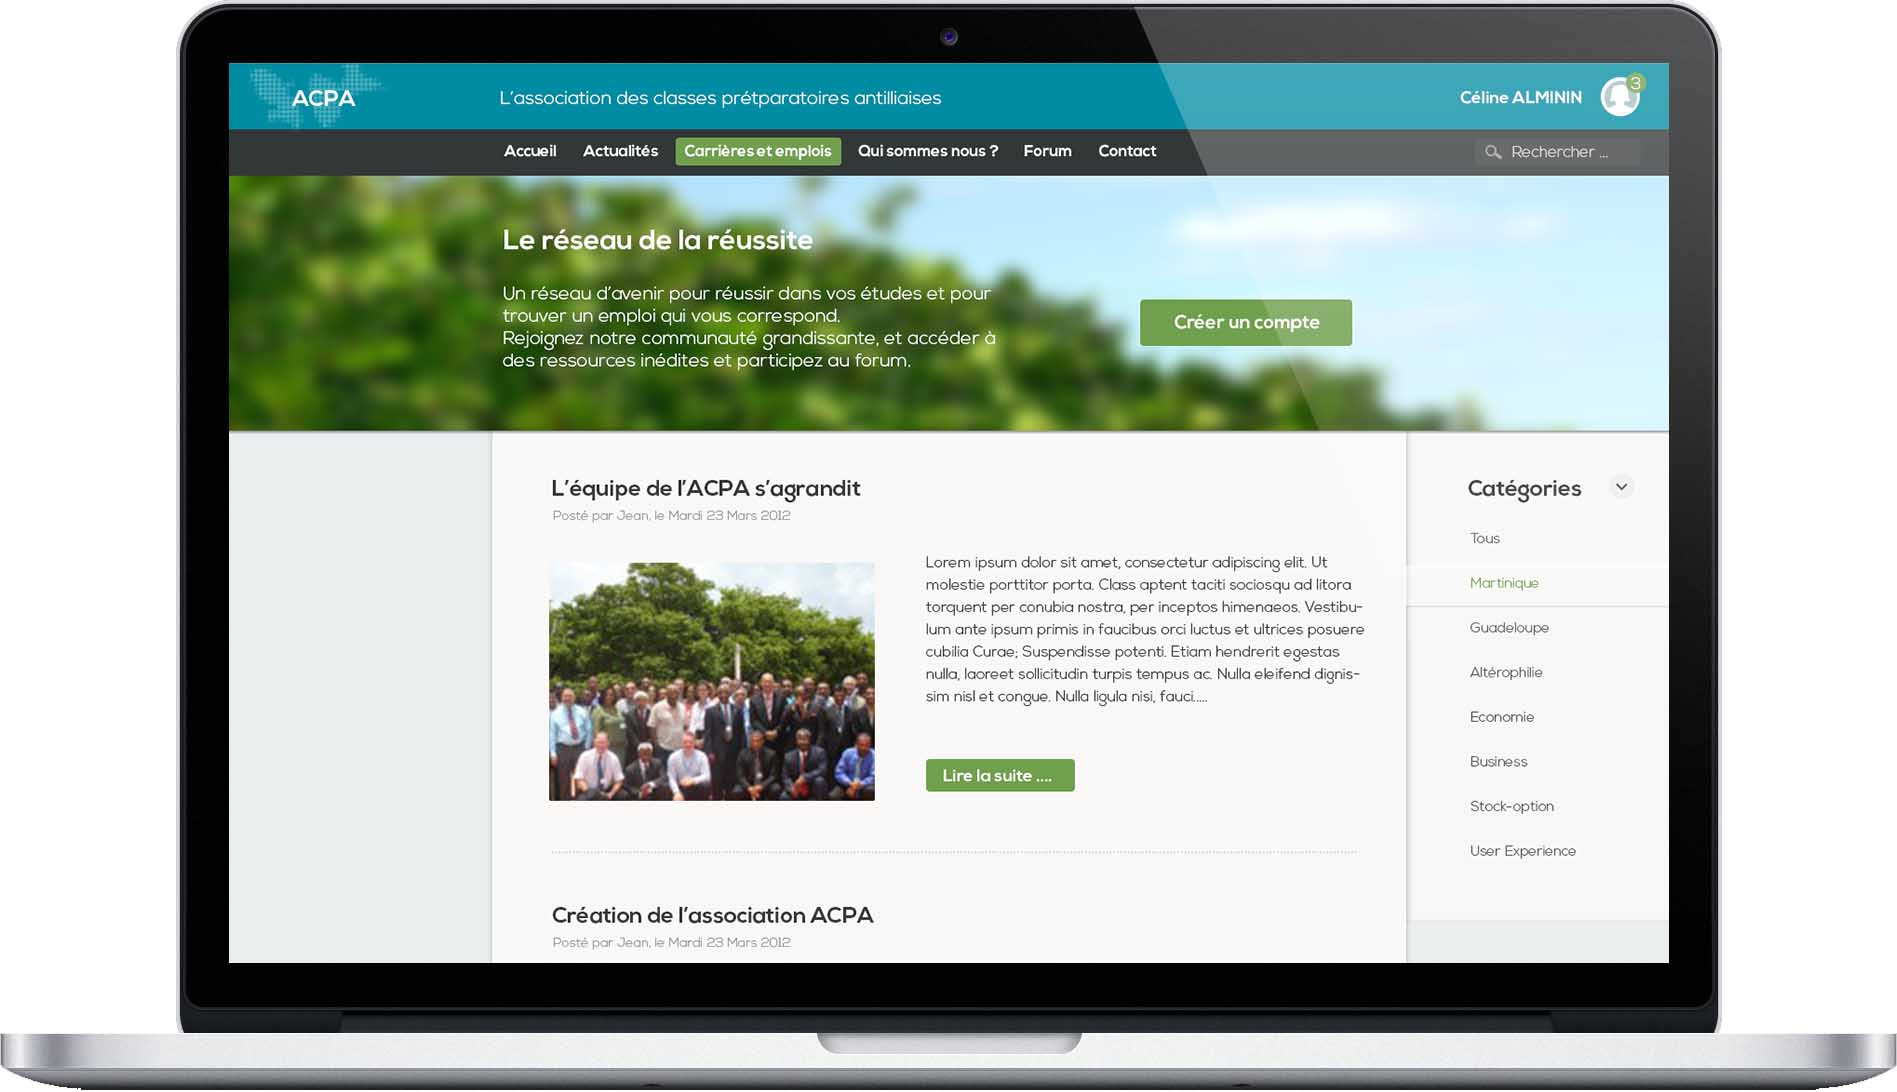 ACPA
L'association des classes prétparatoires antilliaises
Céline ALMININ
3
Accueil
Actualités
Carrières et emplois
Qui sommes nous ?
Forum
Contact
Rechercher ...
Le réseau de la réussite
Un réseau d'avenir pour réussir dans vos études et pour
trouver un emploi qui vous correspond.
Rejoignez notre communauté grandissante, et accéder à
des ressources inédites et participez au forum.
Créer un compte
L'équipe de l'ACPA s'agrandit
Posté par Jean, le Mardi 23 Mars 2012
Lorem ipsum dolor sit amet, consectetur adipiscing elit. Ut
molestie porttitor porta. Class aptent taciti sociosqu ad litora
torquent per conubia nostra, per inceptos himenaeos. Vestibu-
lum ante ipsum primis in faucibus orci luctus et ultrices posuere
cubilia Curae; Suspendisse potenti. Etiam hendrerit egestas
nulla, laoreet sollicitudin turpis tempus ac. Nulla eleifend dignis-
sim nisl et congue. Nulla ligula nisi, fauci.....
Lire la suite ....
Création de l'association ACPA
Posté par Jean, le Mardi 23 Mars 2012
Catégories
Tous
Martinique
Guadeloupe
Altérophilie
Economie
Business
Stock-option
User Experience